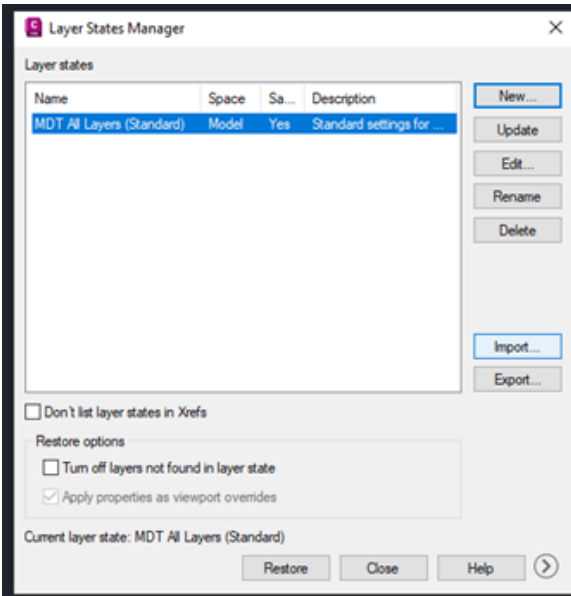 Layer States Manager
Layer states
Name Space Sa... Description
MDT All Layers (Standard) Model Yes Standard settings for ...
New...
Update
Edit...
Rename
Delete
Import...
Export...
Don't list layer states in Xrefs
Restore options
Turn off layers not found in layer state
Apply properties as viewport overrides
Current layer state: MDT All Layers (Standard)
Restore Close Help